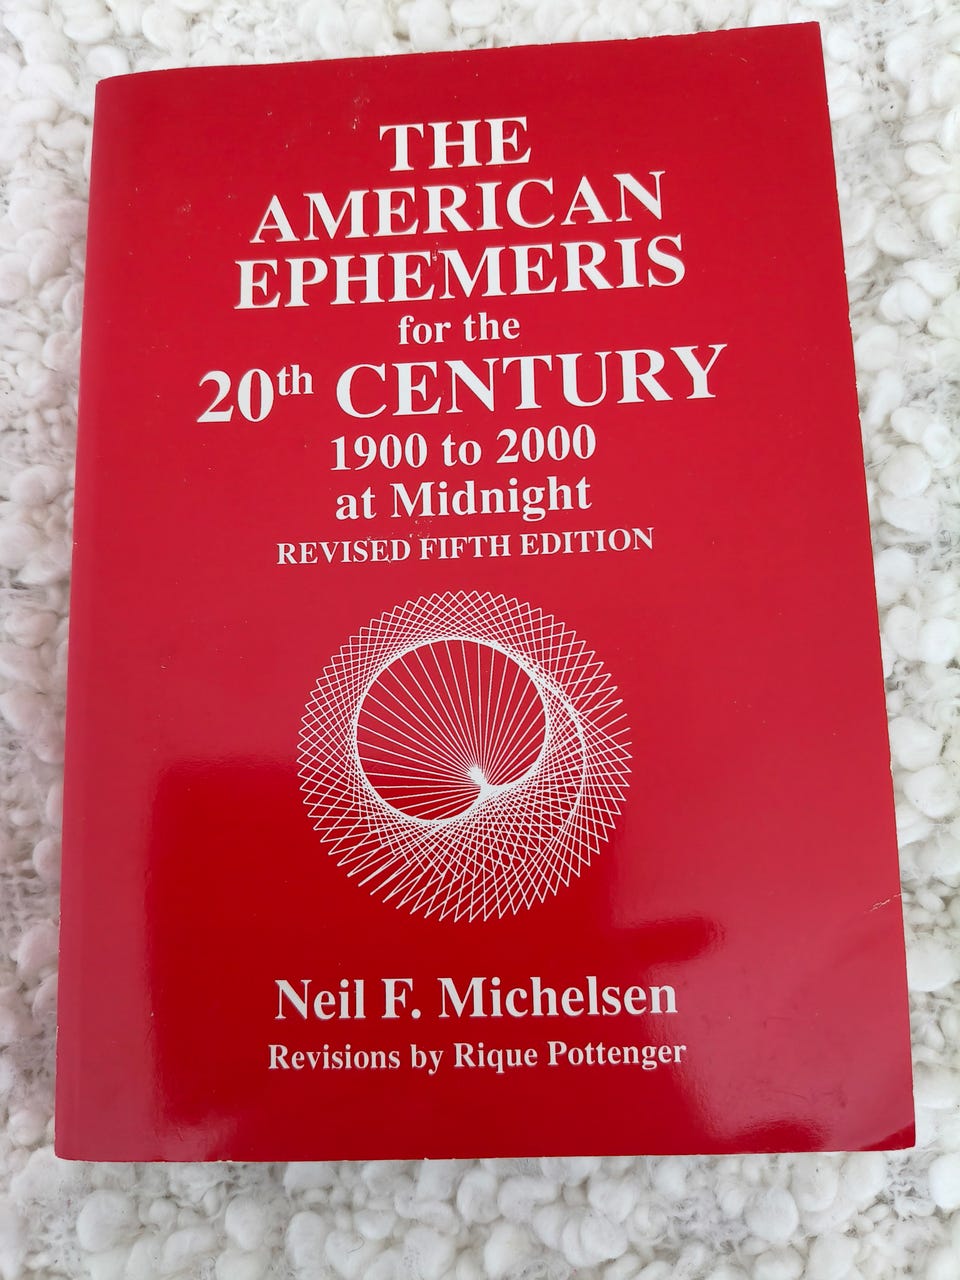 THE
AMERICAN
EPHEMERIS
for the
20th CENTURY
1900 to 2000
at Midnight
REVISED FIFTH EDITION
Neil F. Michelsen
Revisions by Rique Pottenger